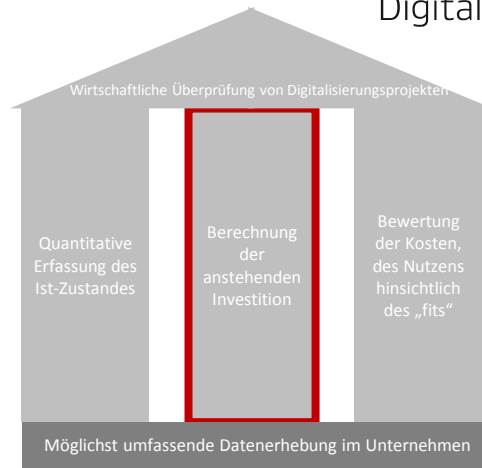 Digital
Wirtschaftliche Überprüfung von Digitalisierungsprojekten
Quantitative
Erfassung des
Ist-Zustandes
Berechnung
der
anstehenden
Investition
Bewertung
der Kosten,
des Nutzens
hinsichtlich
des „fits“
Möglichst umfassende Datenerhebung im Unternehmen